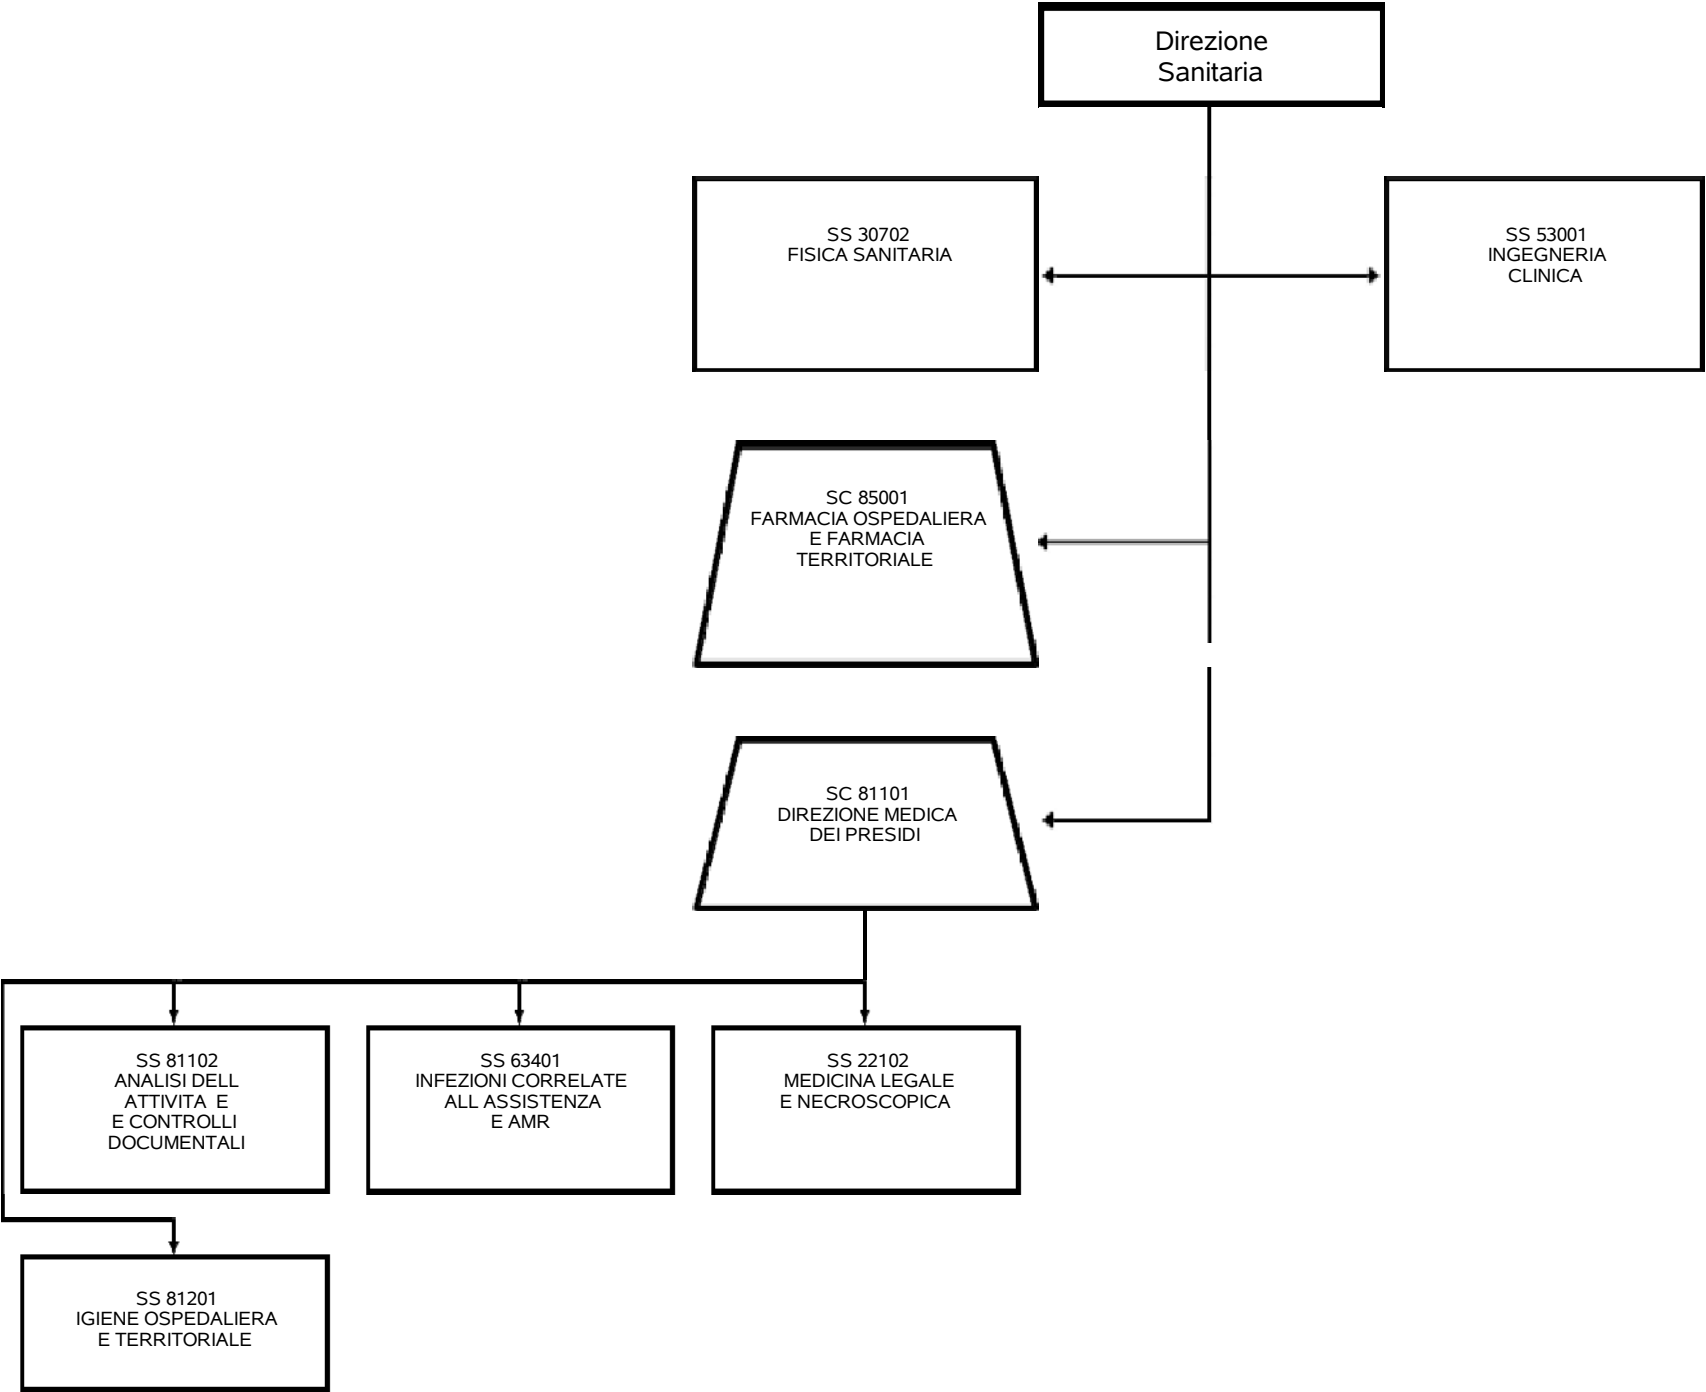 Direzione
Sanitaria
SS 30702
FISICA SANITARIA
SS 53001
INGEGNERIA
CLINICA
SC 85001
FARMACIA OSPEDALIERA
E FARMACIA
TERRITORIALE
SC 81101
DIREZIONE MEDICA
DEI PRESIDI
SS 81102
ANALISI DELL
ATTIVITA E
E CONTROLLI
DOCUMENTALI
SS 63401
INFEZIONI CORRELATE
ALL ASSISTENZA
E AMR
SS 22102
MEDICINA LEGALE
E NECROSCOPICA
SS 81201
IGIENE OSPEDALIERA
E TERRITORIALE